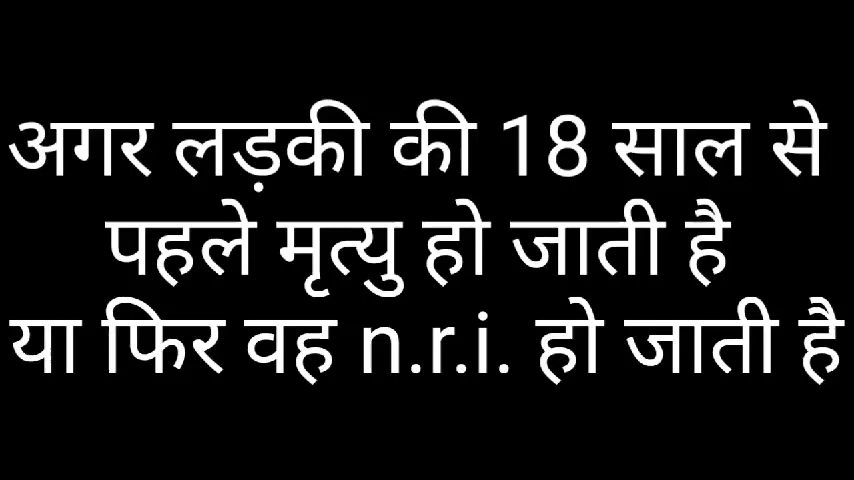 अगर लड़की की 18 साल से
पहले मृत्यु हो जाती है
या फिर वह n.r.i. हो जाती है